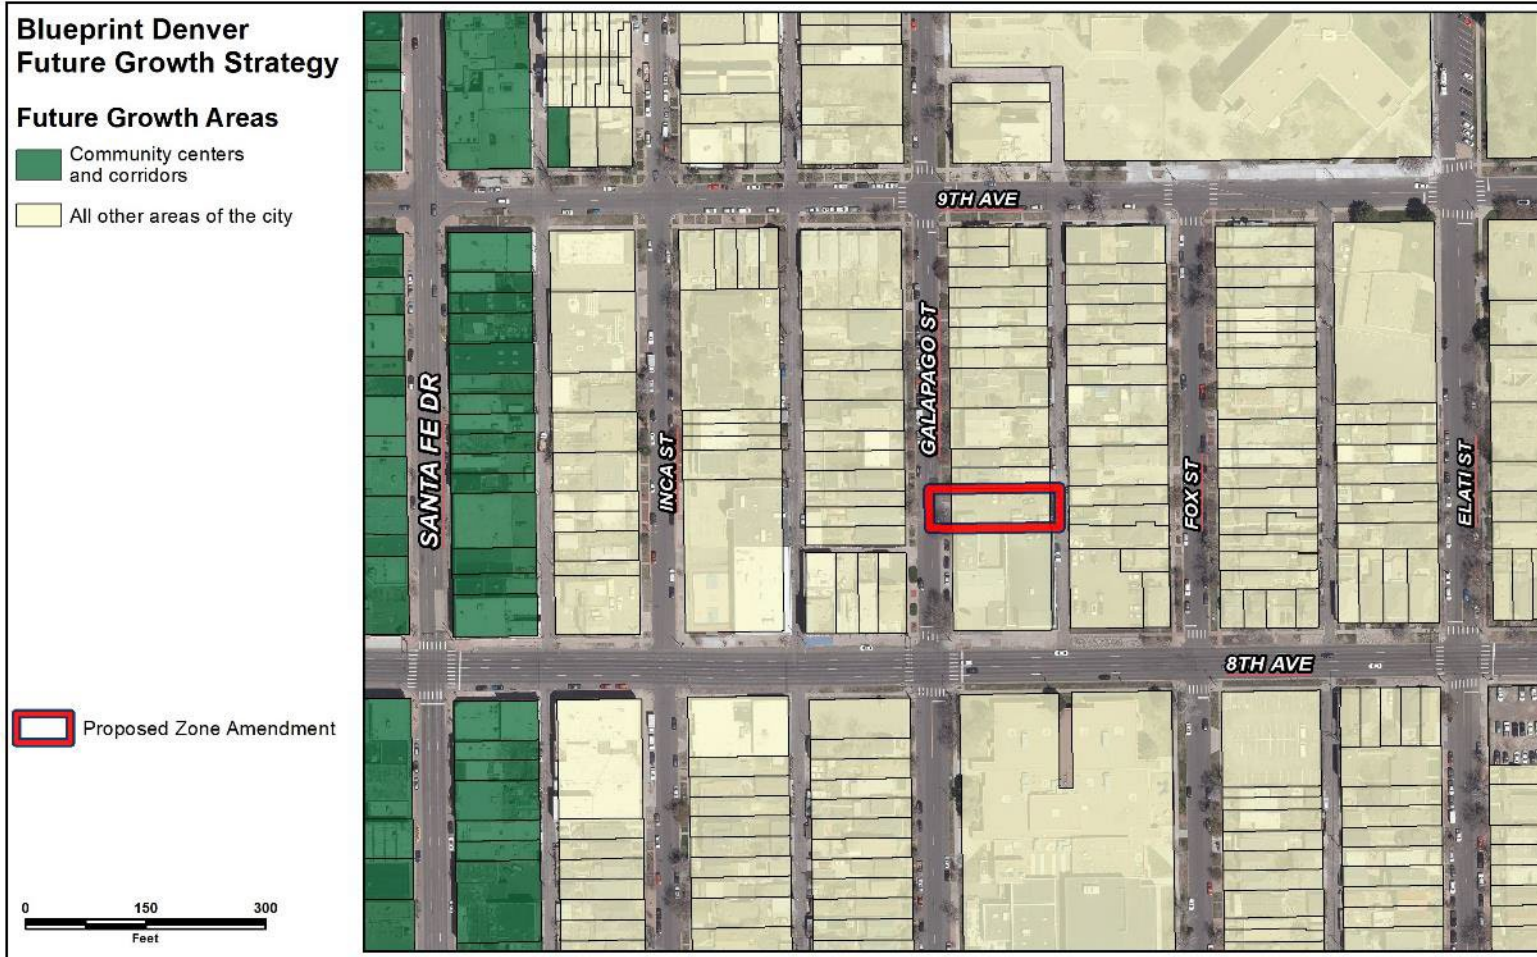 Blueprint Denver
Future Growth Strategy
Future Growth Areas
Community centers
and corridors
All other areas of the city
Proposed Zone Amendment
0 150 300
Feet
9TH AVE
SANTA FE DR
INCA ST
GALAPAGO ST
FOX ST
ELATI ST
8TH AVE